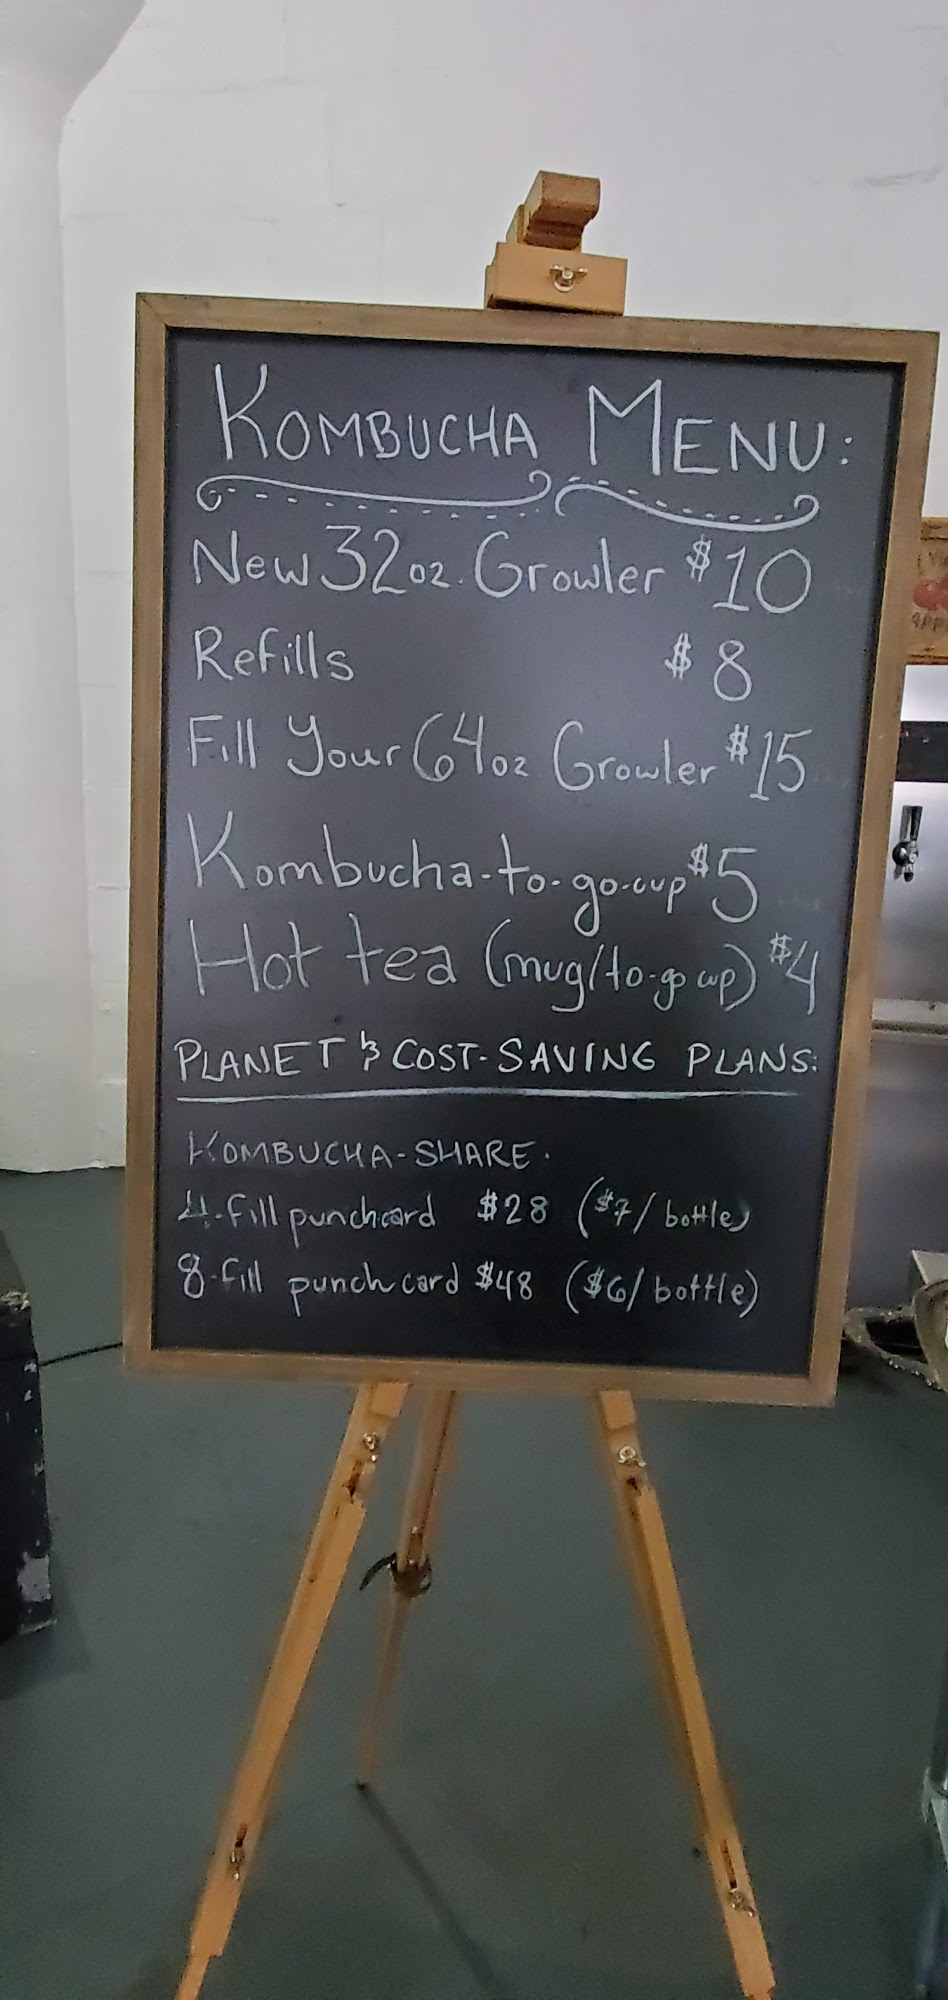 KOMBUCHA MENU:
New 32oz. Growler $10
Refills $8
Fill Your 64oz Growler $15
Kombucha-to-go-cup $5
Hot tea (mug/to-go cup) $4
PLANET & COST-SAVING PLANS:
KOMBUCHA-SHARE.
4-fill punchcard $28 ($7/bottle)
8-fill punch card $48 ($6/bottle)